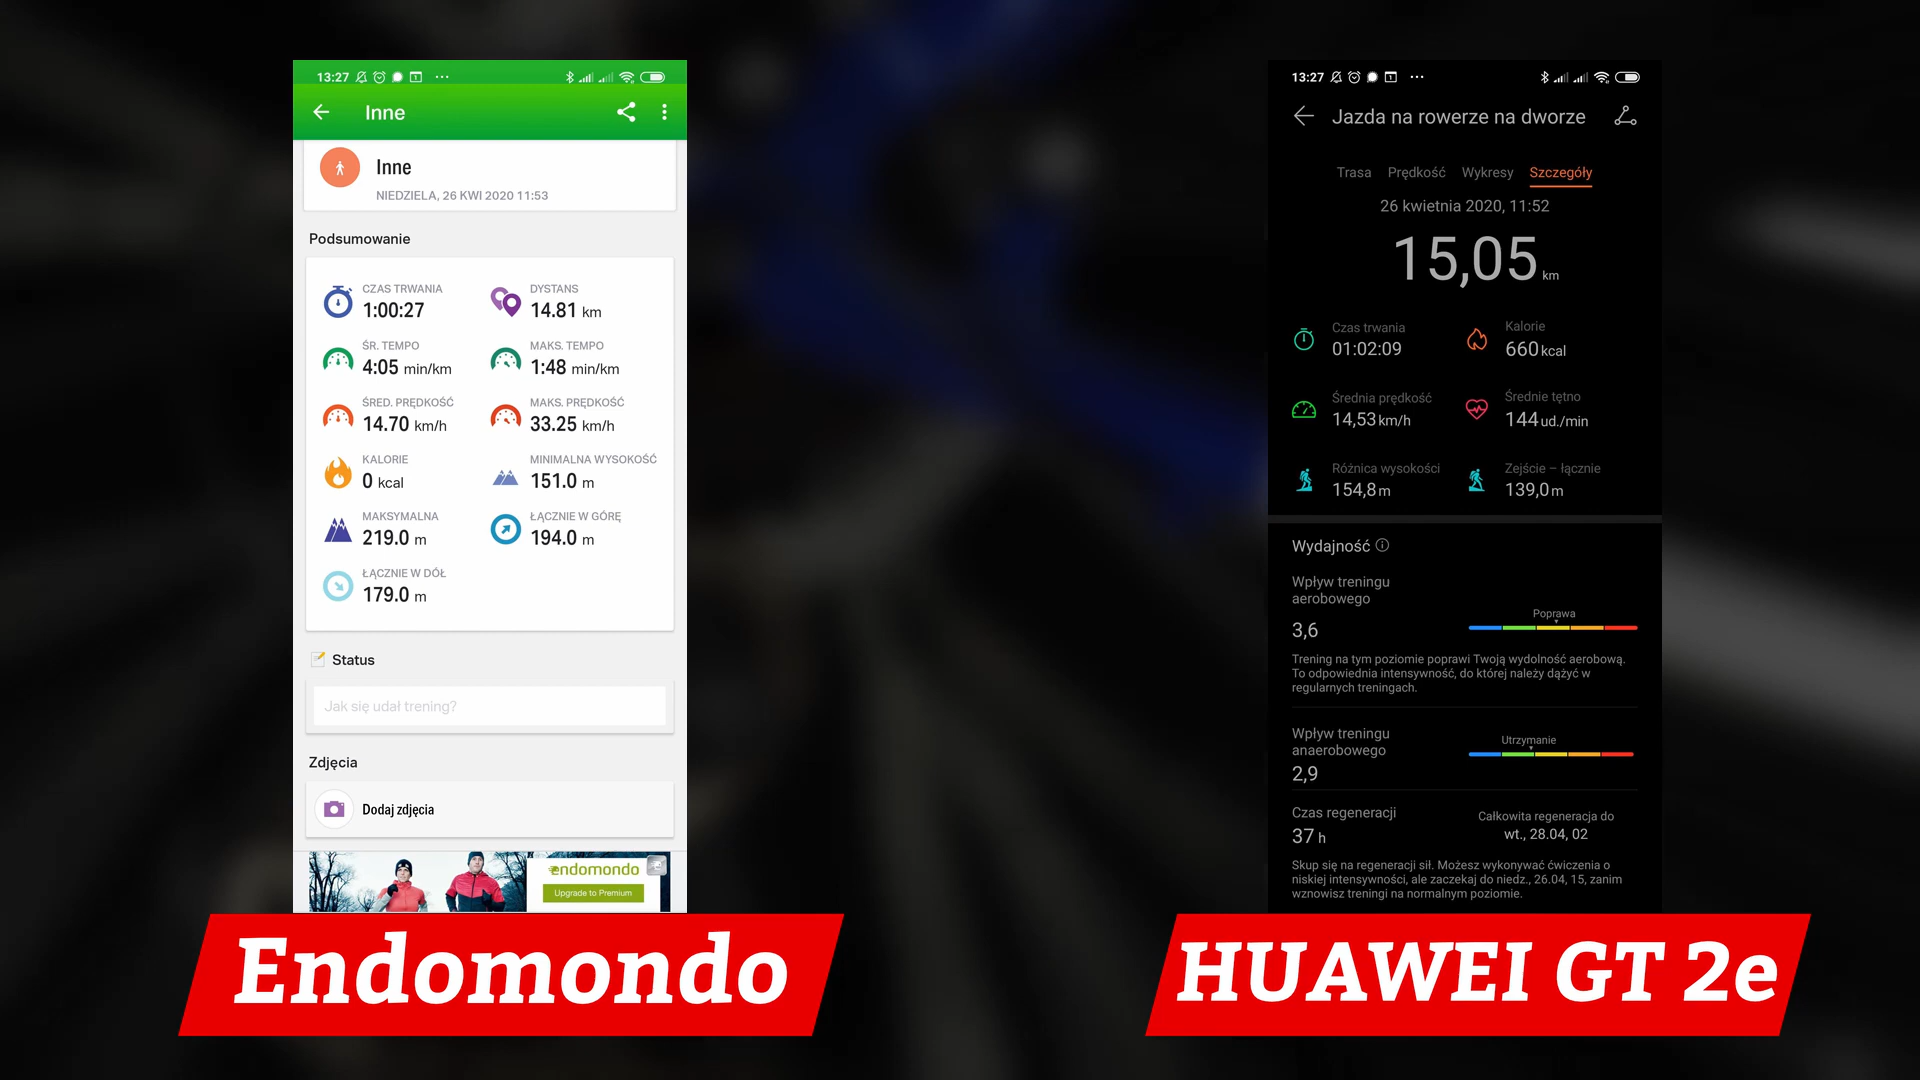 13:27
Inne
Inne
NIEDZIELA, 26 KWI 2020 11:53
Podsumowanie
CZAS TRWANIA
1:00:27
DYSTANS
14.81 km
ŚR. TEMPO
4:05 min/km
MAKS. TEMPO
1:48 min/km
ŚRED. PRĘDKOŚĆ
14.70 km/h
MAKS. PRĘDKOŚĆ
33.25 km/h
KALORIE
0 kcal
MINIMALNA WYSOKOŚĆ
151.0 m
MAKSYMALNA
219.0 m
ŁĄCZNIE W GÓRĘ
194.0 m
ŁĄCZNIE W DÓŁ
179.0 m
Status
Jak się udał trening?
Zdjęcia
Dodaj zdjęcia
endomondo
Upgrade to Premium
Endomondo
13:27
Jazda na rowerze na dworze
Trasa Prędkość Wykresy Szczegóły
26 kwietnia 2020, 11:52
15,05 km
Czas trwania
01:02:09
Kalorie
660 kcal
Średnia prędkość
14,53 km/h
Średnie tętno
144 ud./min
Różnica wysokości
154,8 m
Zejście – łącznie
139,0 m
Wydajność
Wpływ treningu
aerobowego
3,6
Poprawa
Trening na tym poziomie poprawi Twoją wydolność aerobową.
To odpowiednia intensywność, do której należy dążyć w
regularnych treningach.
Wpływ treningu
anaerobowego
2,9
Utrzymanie
Czas regeneracji
37 h
Całkowita regeneracja do
wt., 28.04, 02
Skup się na regeneracji sił. Możesz wykonywać ćwiczenia o
niskiej intensywności, ale zaczekaj do niedz., 26.04, 15, zanim
wznowisz treningi na normalnym poziomie.
HUAWEI GT 2e